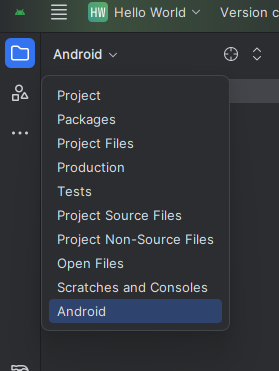 HW Hello World Version c
Android
Project
Packages
Project Files
Production
Tests
Project Source Files
Project Non-Source Files
Open Files
Scratches and Consoles
Android